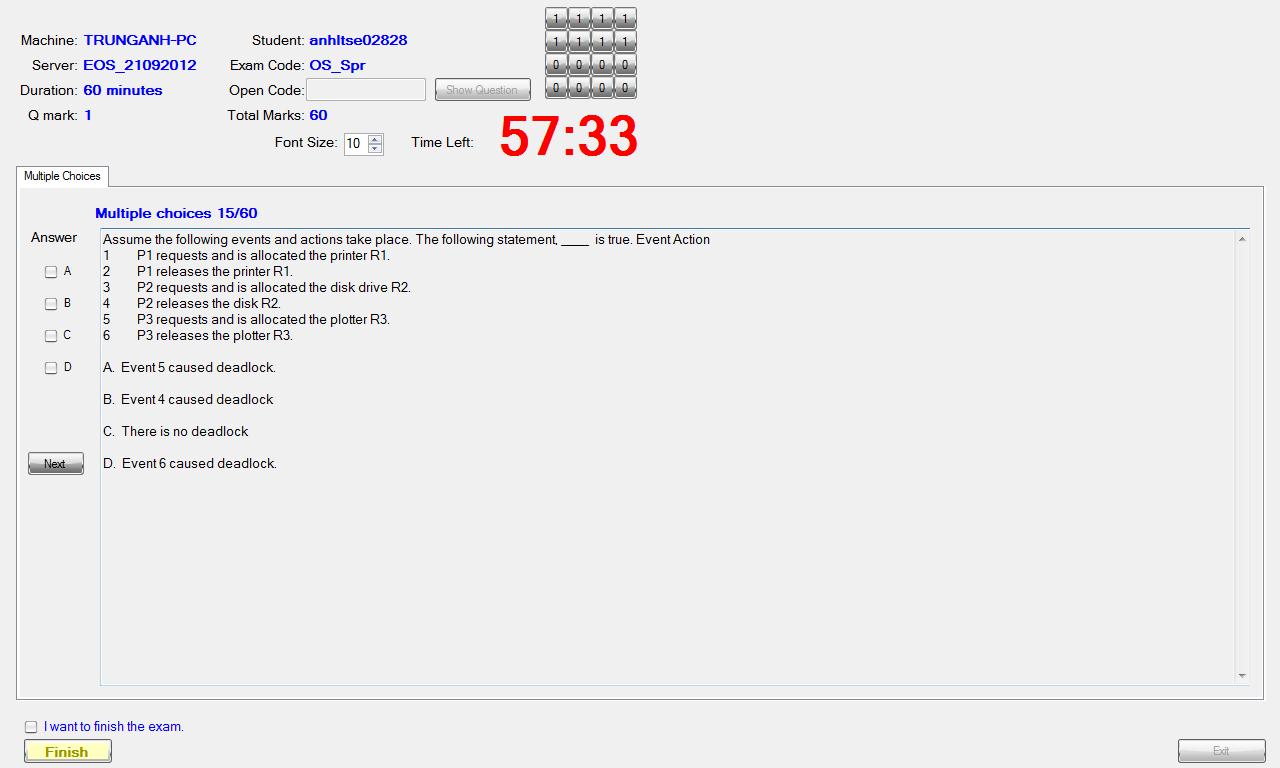 Machine: TRUNGANH-PC Student: anhltse02828
Server: EOS_21092012 Exam Code: OS_Spr
Duration: 60 minutes Open Code: Show Question
Q mark: 1 Total Marks: 60
1 1 1 1
1 1 1 1
0 0 0 0
0 0 0 0
Font Size: 10 Time Left: 57:33
Multiple Choices
Multiple choices 15/60
Answer
A
B
C
D
Next
Assume the following events and actions take place. The following statement, ____ is true. Event Action
1 P1 requests and is allocated the printer R1.
2 P1 releases the printer R1.
3 P2 requests and is allocated the disk drive R2.
4 P2 releases the disk R2.
5 P3 requests and is allocated the plotter R3.
6 P3 releases the plotter R3.
A. Event 5 caused deadlock.
B. Event 4 caused deadlock
C. There is no deadlock
D. Event 6 caused deadlock.
I want to finish the exam.
Finish
Exit